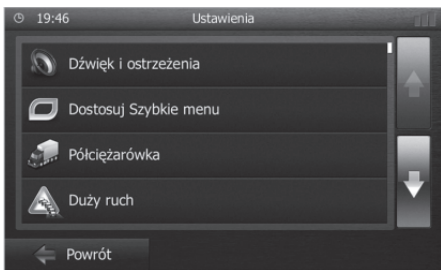 19:46 Ustawienia
Dźwięk i ostrzeżenia
Dostosuj Szybkie menu
Półciężarówka
Duży ruch
Powrót